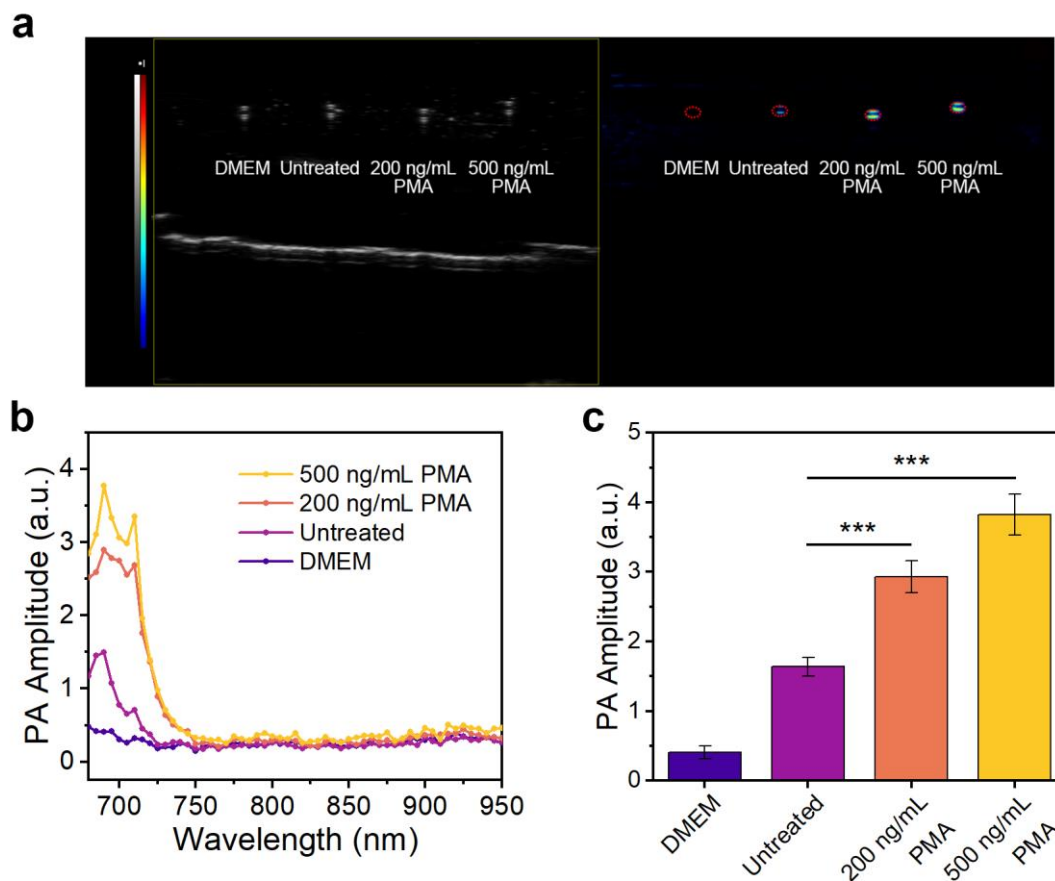 a
DMEM Untreated 200 ng/mL 500 ng/mL
PMA PMA
DMEM Untreated 200 ng/mL 500 ng/mL
PMA PMA
b
PA Amplitude (a.u.)
4
3
2
1
0
500 ng/mL PMA
200 ng/mL PMA
Untreated
DMEM
700 750 800 850 900 950
Wavelength (nm)
c
PA Amplitude (a.u.)
5
4
3
2
1
0
***
***
DMEM
Untreated
200 ng/mL
PMA
500 ng/mL
PMA